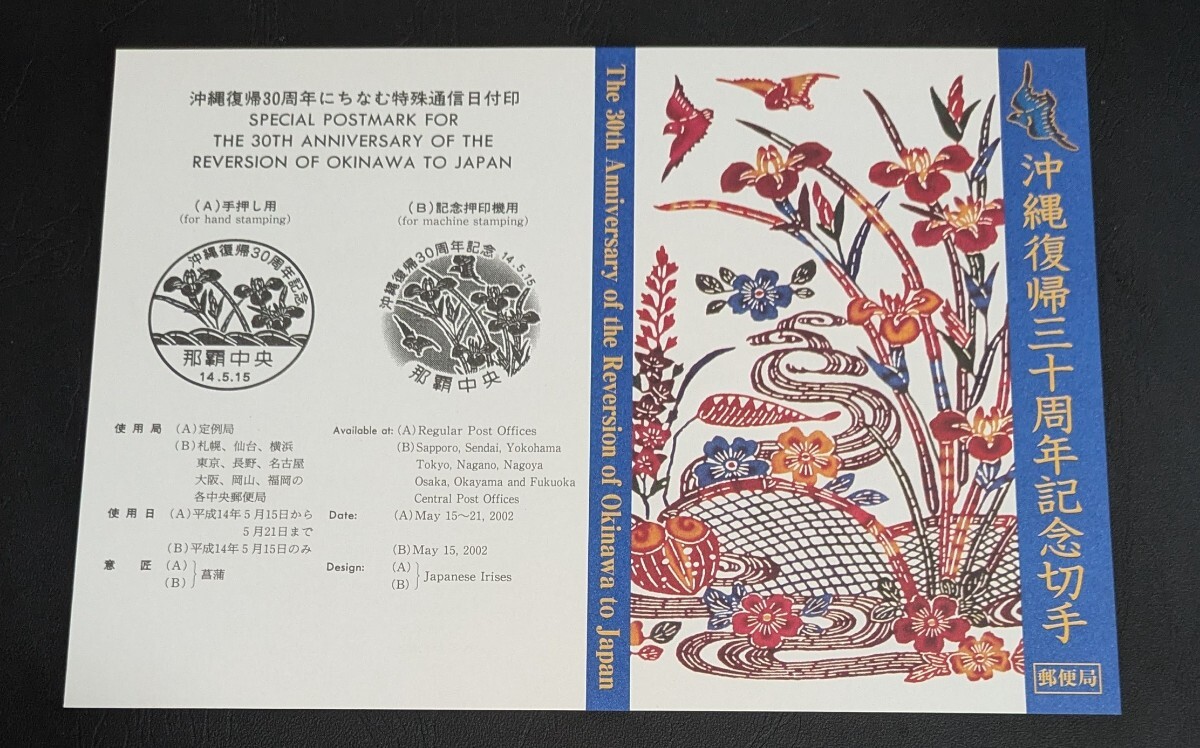 沖縄復帰30周年にちなむ特殊通信日付印
SPECIAL POSTMARK FOR
THE 30TH ANNIVERSARY OF THE
REVERSION OF OKINAWA TO JAPAN
(A)手押し用
(for hand stamping)
(B)記念押印機用
(for machine stamping)
沖縄復帰30周年記念
那覇中央
14.5.15
沖縄復帰30周年記念 14.5.15
那覇中央
使用局 (A)定例局
(B)札幌、仙台、横浜
東京、長野、名古屋
大阪、岡山、福岡の
各中央郵便局
使用日 (A)平成14年5月15日から
5月21日まで
(B)平成14年5月15日のみ
意匠 (A)
(B)
菖蒲
Available at: (A)Regular Post Offices
(B)Sapporo, Sendai, Yokohama
Tokyo, Nagano, Nagoya
Osaka, Okayama and Fukuoka
Central Post Offices
Date: (A)May 15～21, 2002
(B)May 15, 2002
Design: (A)
(B)
Japanese Irises
The 30th Anniversary of the Reversion of Okinawa to Japan
沖縄復帰三十周年記念切手
郵便局